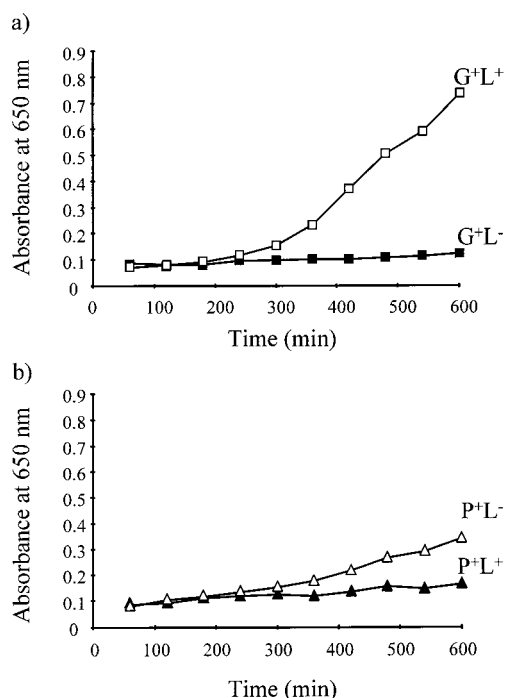 a)
0.9
0.8
0.7
0.6
0.5
0.4
0.3
0.2
0.1
0
Absorbance at 650 nm
G⁺L⁺
G⁺L⁻
0 100 200 300 400 500 600
Time (min)
b)
0.9
0.8
0.7
0.6
0.5
0.4
0.3
0.2
0.1
0
Absorbance at 650 nm
P⁺L⁻
P⁺L⁺
0 100 200 300 400 500 600
Time (min)